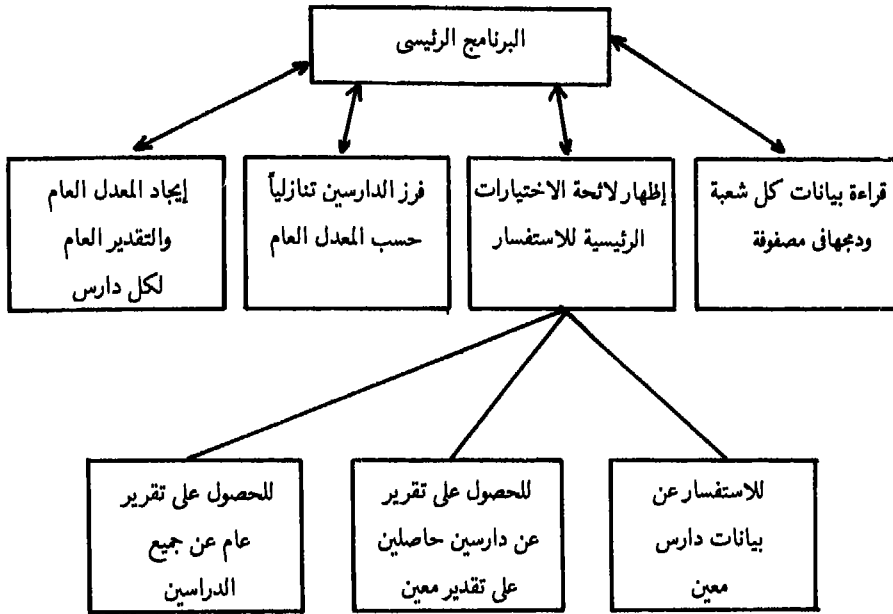 البرنامج الرئيسى
قراءة بيانات كل شعبة
ودمجهافى مصفوفة
إظهار لائحة الاختيارات
الرئيسية للاستفسار
فرز الدارسين تنازلياً
حسب المعدل العام
إيجاد المعدل العام
والتقدير العام
لكل دارس
للاستفسار عن
بيانات دارس
معين
للحصول على تقرير
عن دارسين حاصلين
على تقدير معين
للحصول على تقرير
عام عن جميع
الدراسين